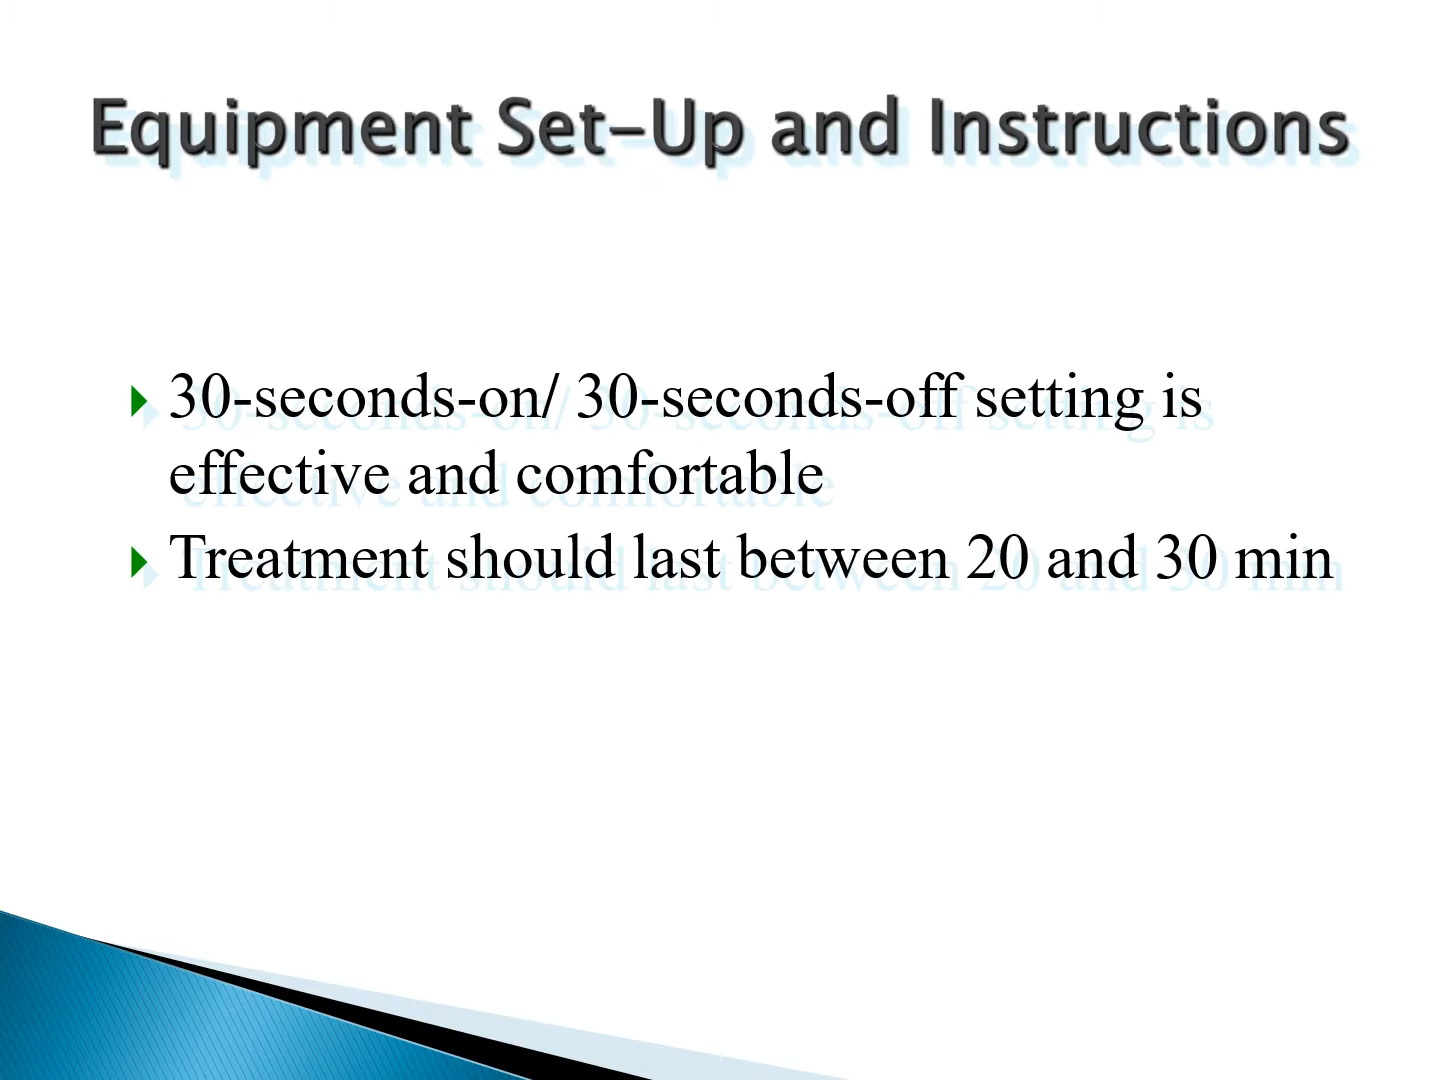 Equipment Set-Up and Instructions
30-seconds-on/ 30-seconds-off setting is
effective and comfortable
Treatment should last between 20 and 30 min